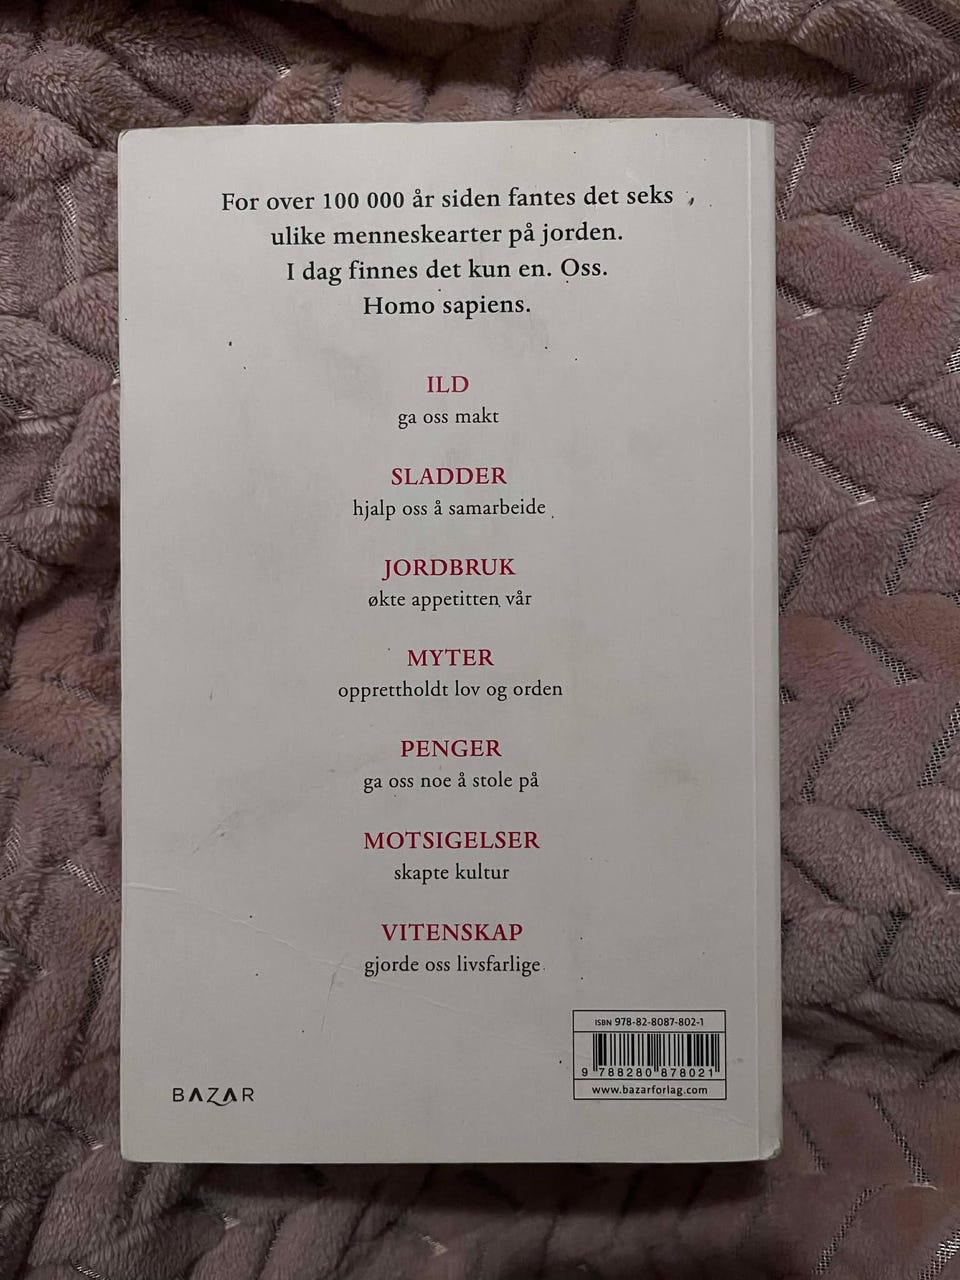 For over 100 000 år siden fantes det seks
ulike menneskearter på jorden.
I dag finnes det kun en. Oss.
Homo sapiens.
ILD
ga oss makt
SLADDER
hjalp oss å samarbeide
JORDBRUK
økte appetitten vår
MYTER
opprettholdt lov og orden
PENGER
ga oss noe å stole på
MOTSIGELSER
skapte kultur
VITENSKAP
gjorde oss livsfarlige
ISBN 978-82-8087-802-1
9 788280 878021
www.bazarforlag.com
BAZAR